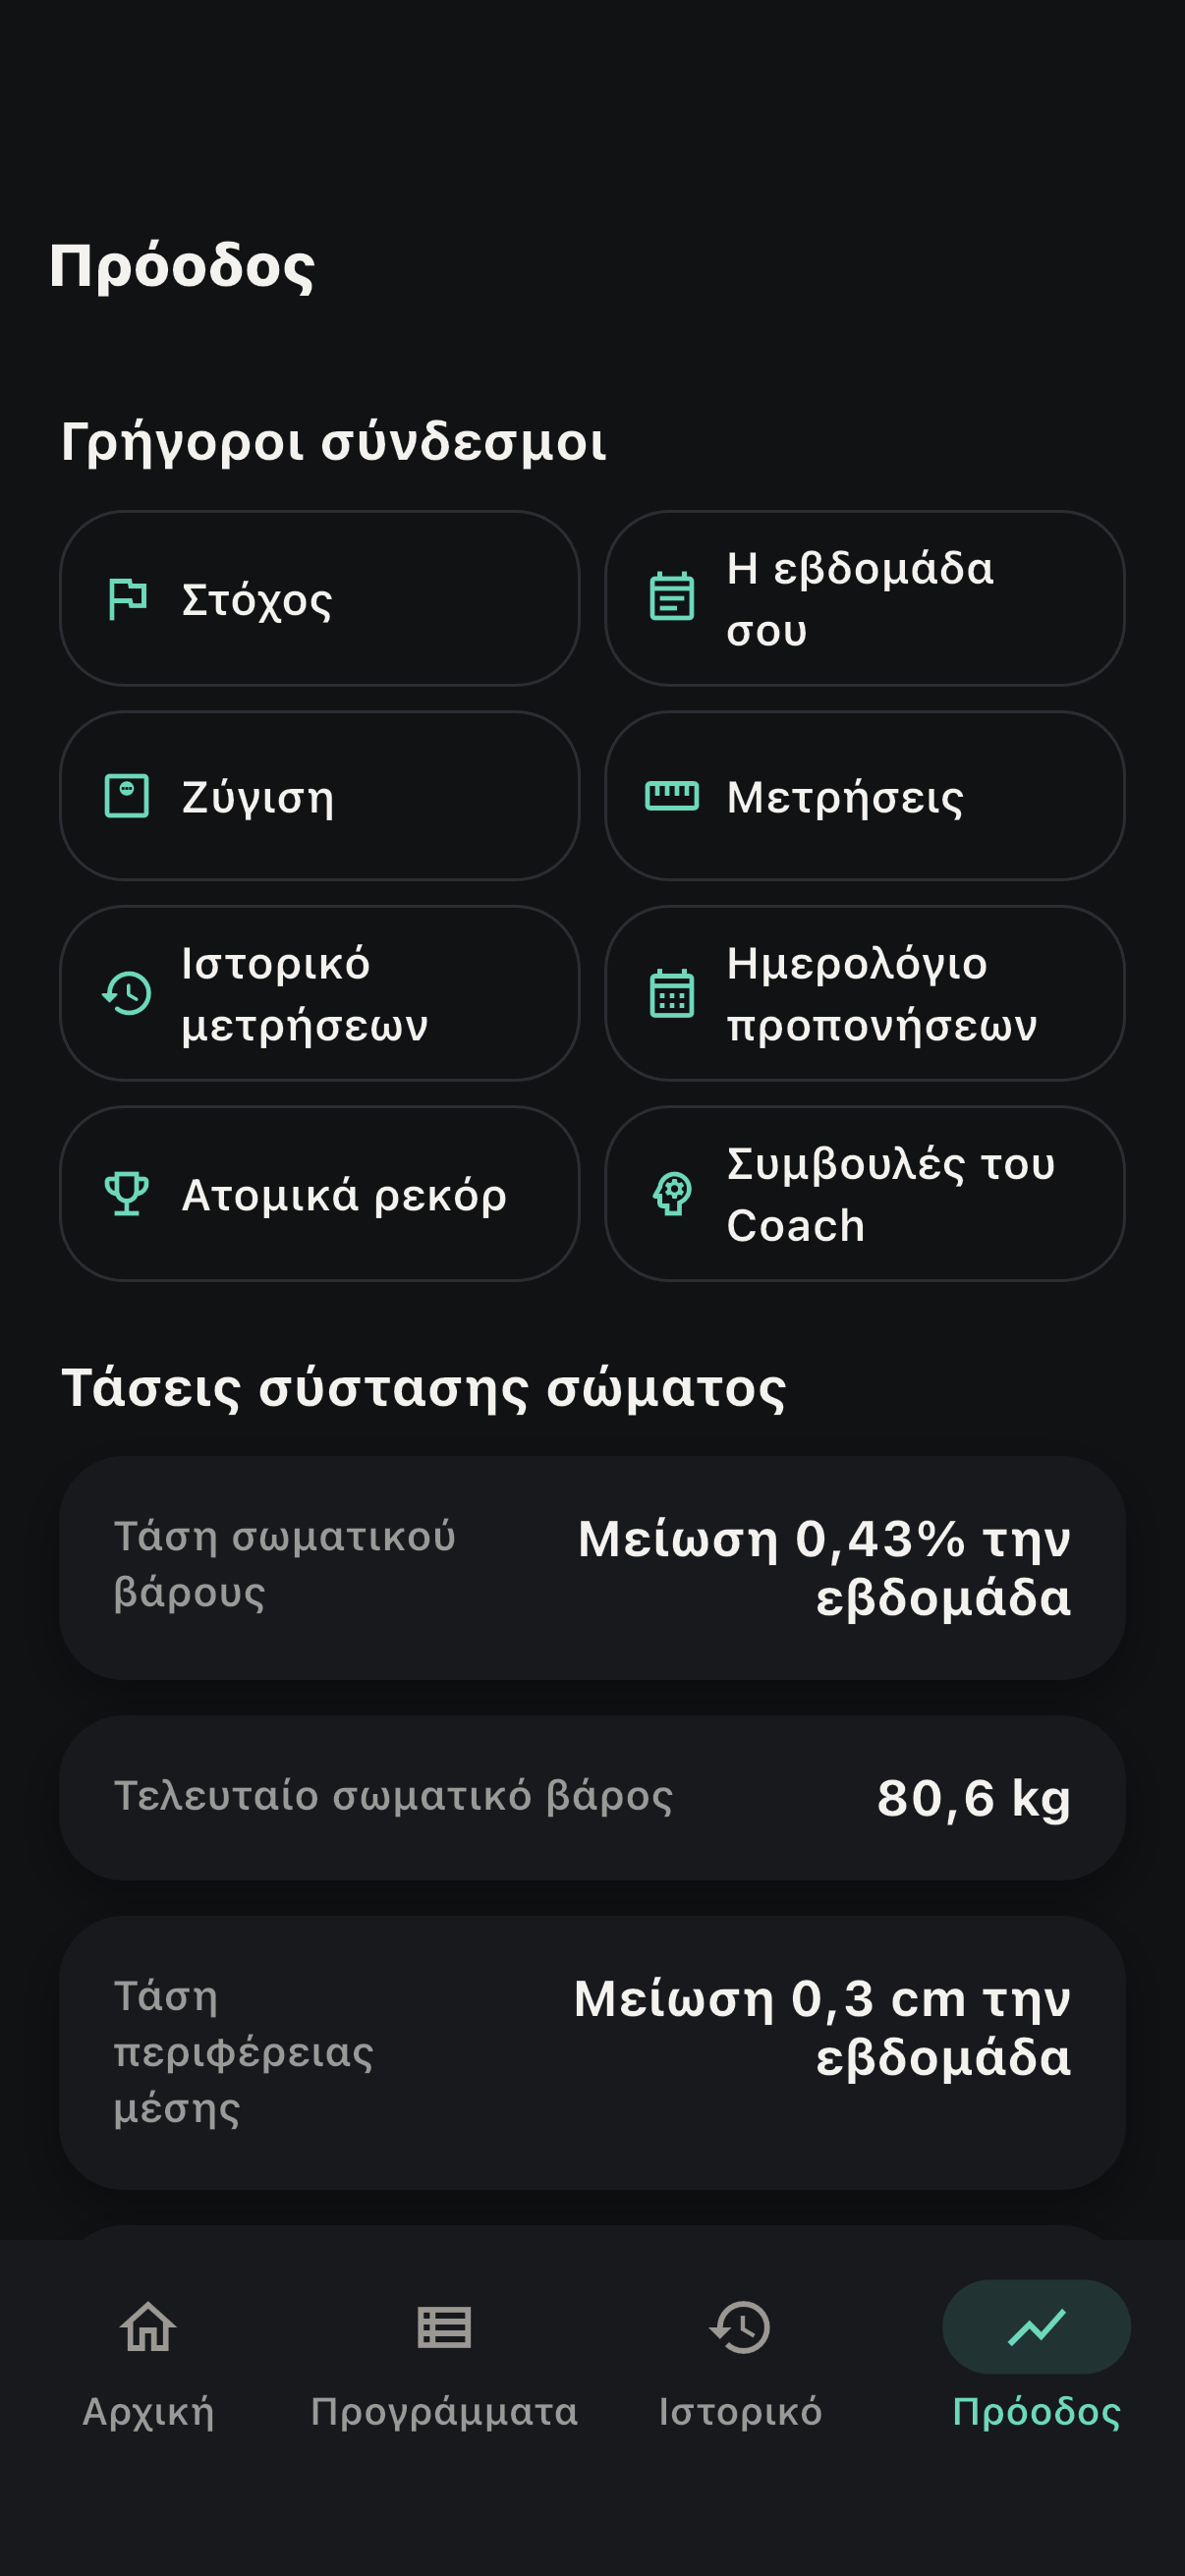 Πρόοδος
Γρήγοροι σύνδεσμοι
Στόχος
Η εβδομάδα
σου
Ζύγιση
Μετρήσεις
Ιστορικό
μετρήσεων
Ημερολόγιο
προπονήσεων
Ατομικά ρεκόρ
Συμβουλές του
Coach
Τάσεις σύστασης σώματος
Τάση σωματικού
βάρους
Μείωση 0,43% την
εβδομάδα
Τελευταίο σωματικό βάρος
80,6 kg
Τάση
περιφέρειας
μέσης
Μείωση 0,3 cm την
εβδομάδα
Αρχική
Προγράμματα
Ιστορικό
Πρόοδος